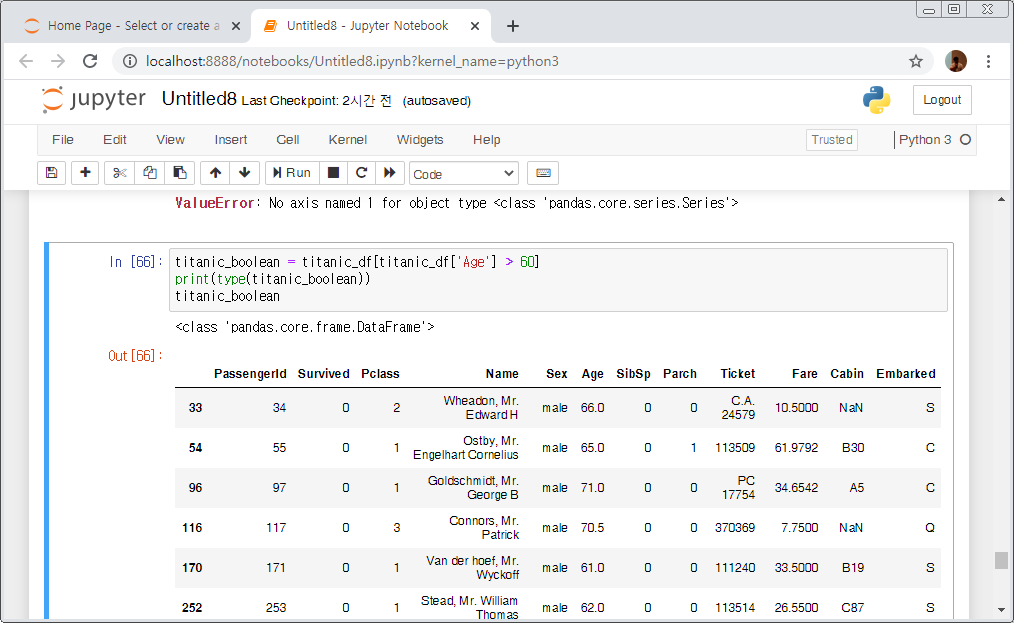 Home Page - Select or create a
Untitled8 - Jupyter Notebook
localhost:8888/notebooks/Untitled8.ipynb?kernel_name=python3
jupyter Untitled8 Last Checkpoint: 2시간 전 (autosaved)
Logout
File Edit View Insert Cell Kernel Widgets Help
Trusted
Python 3
Run
Code
ValueError: No axis named 1 for object type <class 'pandas.core.series.Series'>
In [66]: titanic_boolean = titanic_df[titanic_df['Age'] > 60]
print(type(titanic_boolean))
titanic_boolean
<class 'pandas.core.frame.DataFrame'>
Out[66]:
PassengerId Survived Pclass Name Sex Age SibSp Parch Ticket Fare Cabin Embarked
33 34 0 2 Wheadon, Mr. Edward H male 66.0 0 0 C.A. 24579 10.5000 NaN S
54 55 0 1 Ostby, Mr. Engelhart Cornelius male 65.0 0 1 113509 61.9792 B30 C
96 97 0 1 Goldschmidt, Mr. George B male 71.0 0 0 PC 17754 34.6542 A5 C
116 117 0 3 Connors, Mr. Patrick male 70.5 0 0 370369 7.7500 NaN Q
170 171 0 1 Van der hoef, Mr. Wyckoff male 61.0 0 0 111240 33.5000 B19 S
252 253 0 1 Stead, Mr. William Thomas male 62.0 0 0 113514 26.5500 C87 S